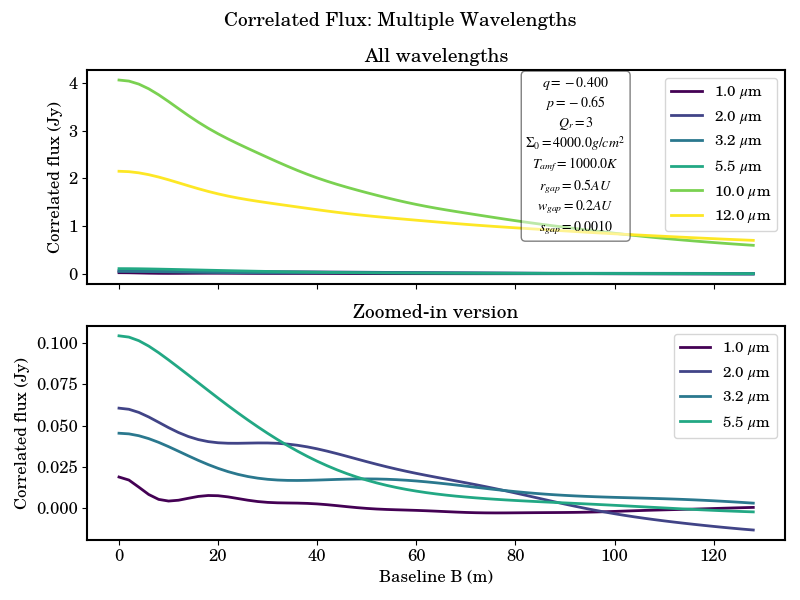 Correlated Flux: Multiple Wavelengths
All wavelengths
Correlated flux (Jy)
4
3
2
1
0
q = −0.400
p = −0.65
Q_r = 3
Σ_0 = 4000.0g/cm^2
T_amf = 1000.0K
r_gap = 0.5AU
w_gap = 0.2AU
s_gap = 0.0010
1.0 μm
2.0 μm
3.2 μm
5.5 μm
10.0 μm
12.0 μm
Zoomed-in version
Correlated flux (Jy)
0.100
0.075
0.050
0.025
0.000
1.0 μm
2.0 μm
3.2 μm
5.5 μm
0 20 40 60 80 100 120
Baseline B (m)